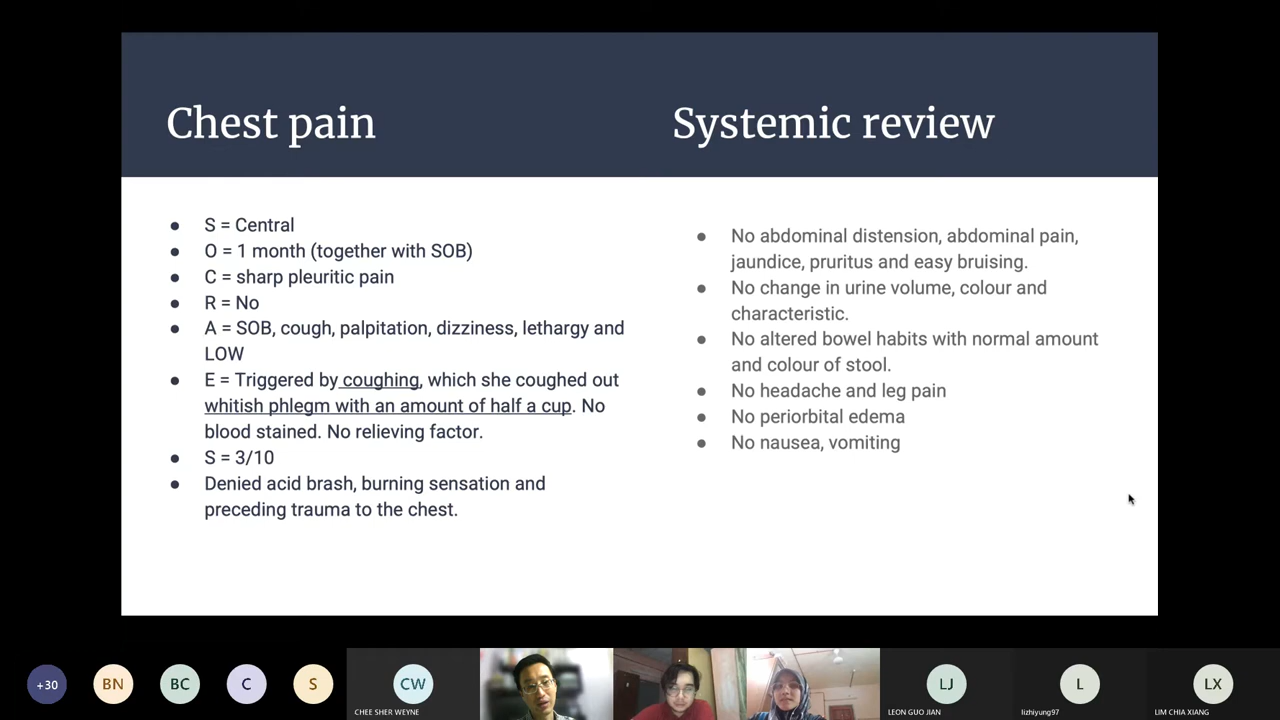 Chest pain
● S = Central
● O = 1 month (together with SOB)
● C = sharp pleuritic pain
● R = No
● A = SOB, cough, palpitation, dizziness, lethargy and
LOW
● E = Triggered by coughing, which she coughed out
whitish phlegm with an amount of half a cup. No
blood stained. No relieving factor.
● S = 3/10
● Denied acid brash, burning sensation and
preceding trauma to the chest.
Systemic review
● No abdominal distension, abdominal pain,
jaundice, pruritus and easy bruising.
● No change in urine volume, colour and
characteristic.
● No altered bowel habits with normal amount
and colour of stool.
● No headache and leg pain
● No periorbital edema
● No nausea, vomiting
+30
BN
BC
C
S
CW
CHEE SHER WEYNE
LJ
LEON GUO JIAN
L
lizhiyung97
LX
LIM CHIA XIANG